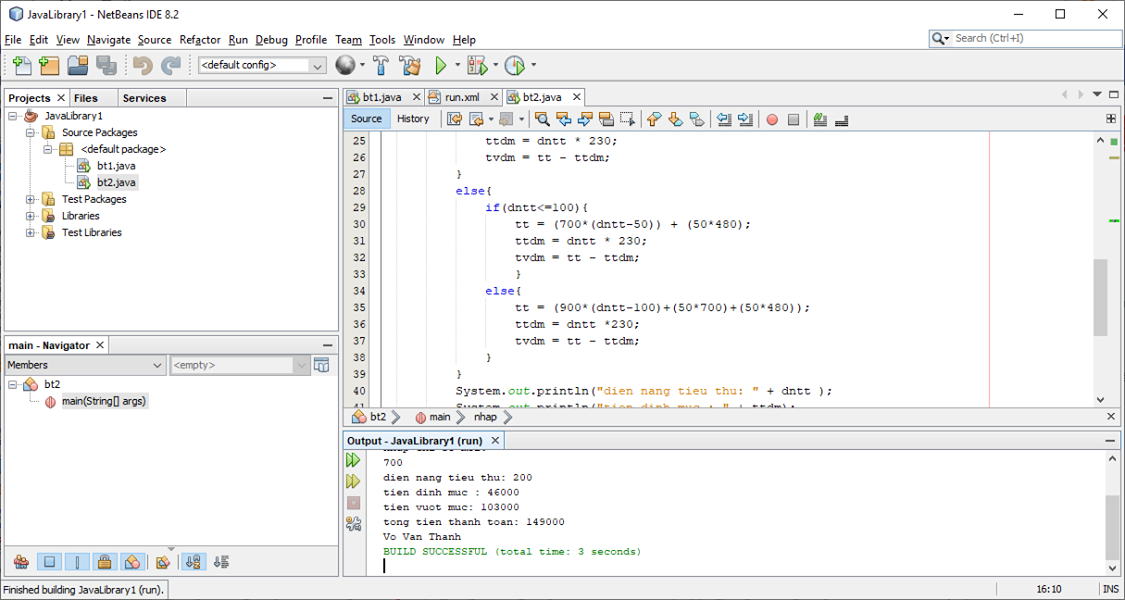 JavaLibrary1 - NetBeans IDE 8.2
File Edit View Navigate Source Refactor Run Debug Profile Team Tools Window Help
Search (Ctrl+I)
<default config>
Projects Files Services
bt1.java run.xml bt2.java
Source History
JavaLibrary1
Source Packages
<default package>
bt1.java
bt2.java
Test Packages
Libraries
Test Libraries
25 ttdm = dntt * 230;
26 tvdm = tt - ttdm;
27 }
28 else{
29 if(dntt<=100){
30 tt = (700*(dntt-50)) + (50*480);
31 ttdm = dntt * 230;
32 tvdm = tt - ttdm;
33 }
34 else{
35 tt = (900*(dntt-100)+(50*700)+(50*480));
36 ttdm = dntt *230;
37 tvdm = tt - ttdm;
38 }
39 }
40 System.out.println("dien nang tieu thu: " + dntt );
41 System.out.println("tien dinh muc : " + ttdm);
bt2 main nhap
main - Navigator
Members <empty>
bt2
main(String[] args)
Output - JavaLibrary1 (run)
700
dien nang tieu thu: 200
tien dinh muc : 46000
tien vuot muc: 103000
tong tien thanh toan: 149000
Vo Van Thanh
BUILD SUCCESSFUL (total time: 3 seconds)
Finished building JavaLibrary1 (run).
16:10 INS